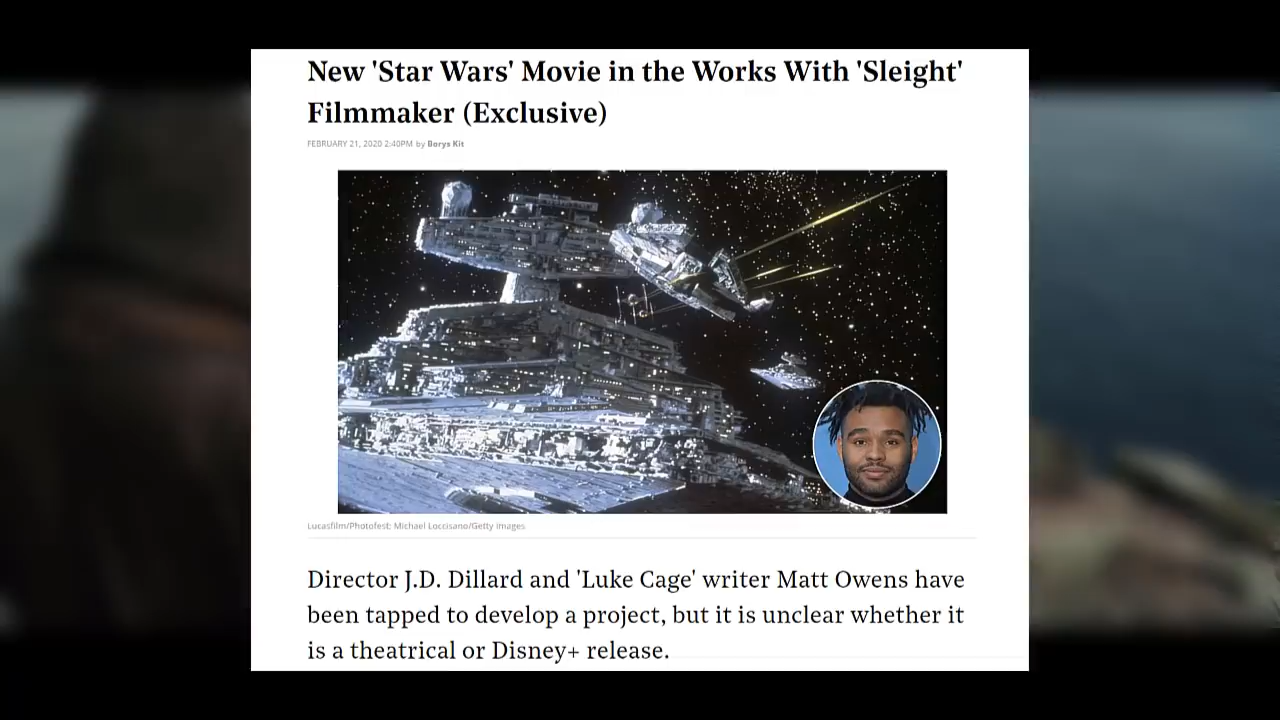 New 'Star Wars' Movie in the Works With 'Sleight'
Filmmaker (Exclusive)
FEBRUARY 21, 2020 2:40PM by Borys Kit
Lucasfilm/Photofest; Michael Loccisano/Getty Images
Director J.D. Dillard and 'Luke Cage' writer Matt Owens have
been tapped to develop a project, but it is unclear whether it
is a theatrical or Disney+ release.